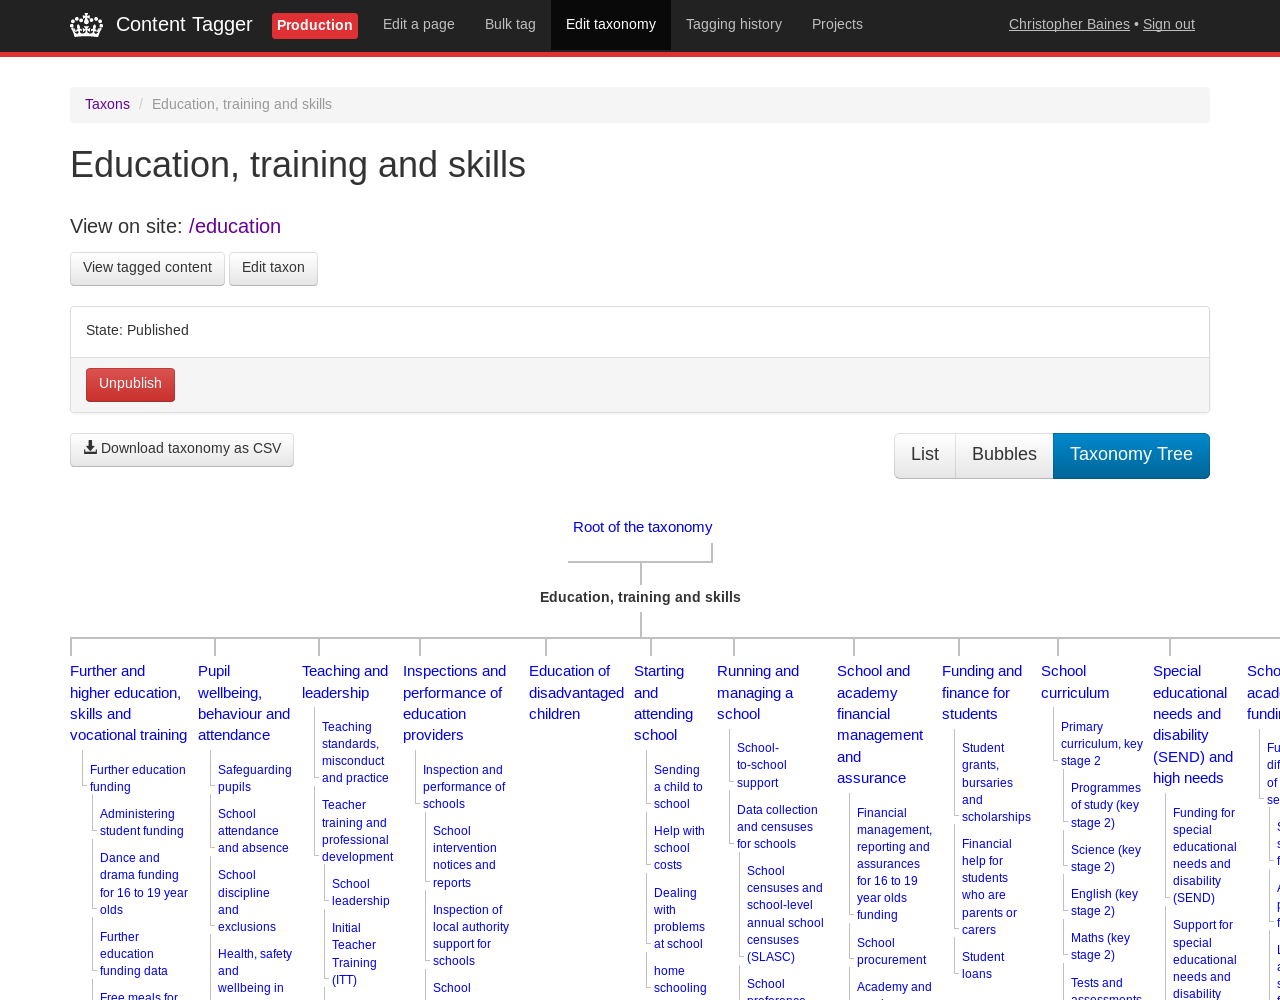 Content Tagger Production Edit a page Bulk tag Edit taxonomy Tagging history Projects Christopher Baines • Sign out
Taxons / Education, training and skills
Education, training and skills
View on site: /education
View tagged content Edit taxon
State: Published
Unpublish
Download taxonomy as CSV List Bubbles Taxonomy Tree
Root of the taxonomy
Education, training and skills
Further and
higher education,
skills and
vocational training
Further education
funding
Administering
student funding
Dance and
drama funding
for 16 to 19 year
olds
Further
education
funding data
Free meals for
Pupil
wellbeing,
behaviour and
attendance
Safeguarding
pupils
School
attendance
and absence
School
discipline
and
exclusions
Health, safety
and
wellbeing in
Teaching and
leadership
Teaching
standards,
misconduct
and practice
Teacher
training and
professional
development
School
leadership
Initial
Teacher
Training
(ITT)
Inspections and
performance of
education
providers
Inspection and
performance of
schools
School
intervention
notices and
reports
Inspection of
local authority
support for
schools
School
Education of
disadvantaged
children
Starting
and
attending
school
Sending
a child to
school
Help with
school
costs
Dealing
with
problems
at school
home
schooling
Running and
managing a
school
School-
to-school
support
Data collection
and censuses
for schools
School
censuses and
school-level
annual school
censuses
(SLASC)
School
preference
School and
academy
financial
management
and
assurance
Financial
management,
reporting and
assurances
for 16 to 19
year olds
funding
School
procurement
Academy and
Funding and
finance for
students
Student
grants,
bursaries
and
scholarships
Financial
help for
students
who are
parents or
carers
Student
loans
School
curriculum
Primary
curriculum, key
stage 2
Programmes
of study (key
stage 2)
Science (key
stage 2)
English (key
stage 2)
Maths (key
stage 2)
Tests and
assessments
Special
educational
needs and
disability
(SEND) and
high needs
Funding for
special
educational
needs and
disability
(SEND)
Support for
special
educational
needs and
disability